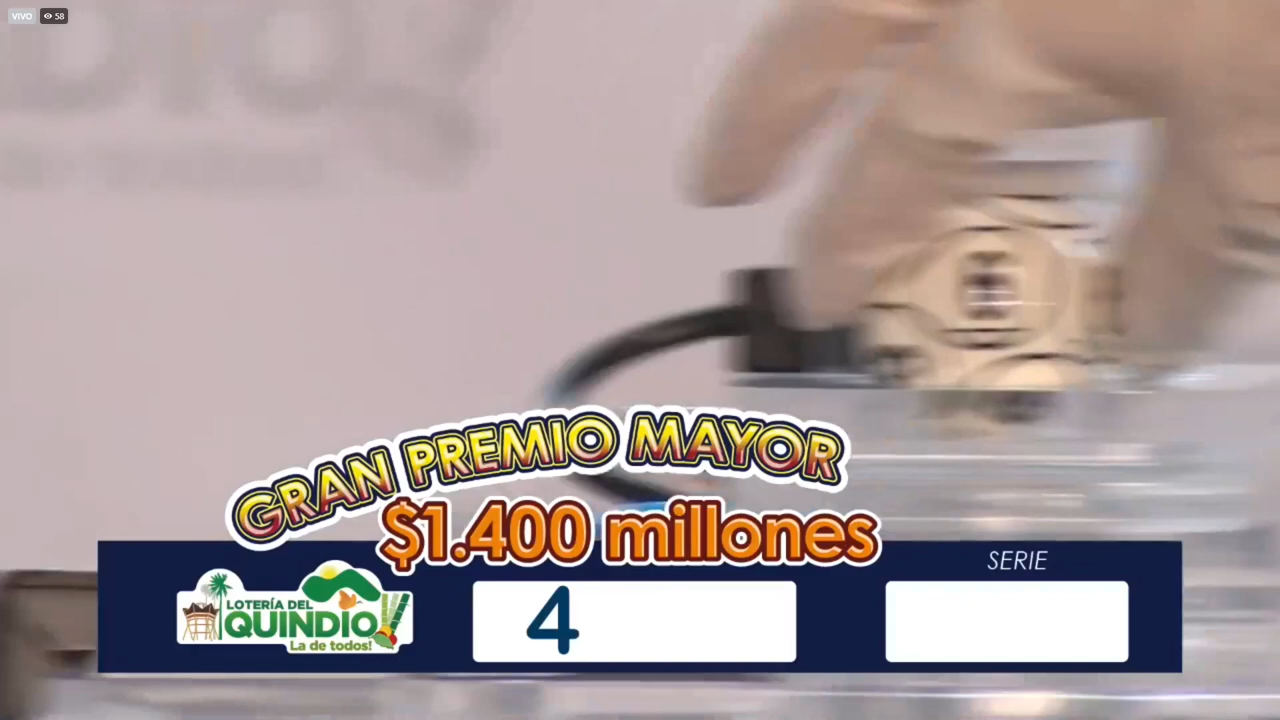 VIVO 58
GRAN PREMIO MAYOR
$1.400 millones
SERIE
LOTERÍA DEL
QUINDIO
La de todos!
4